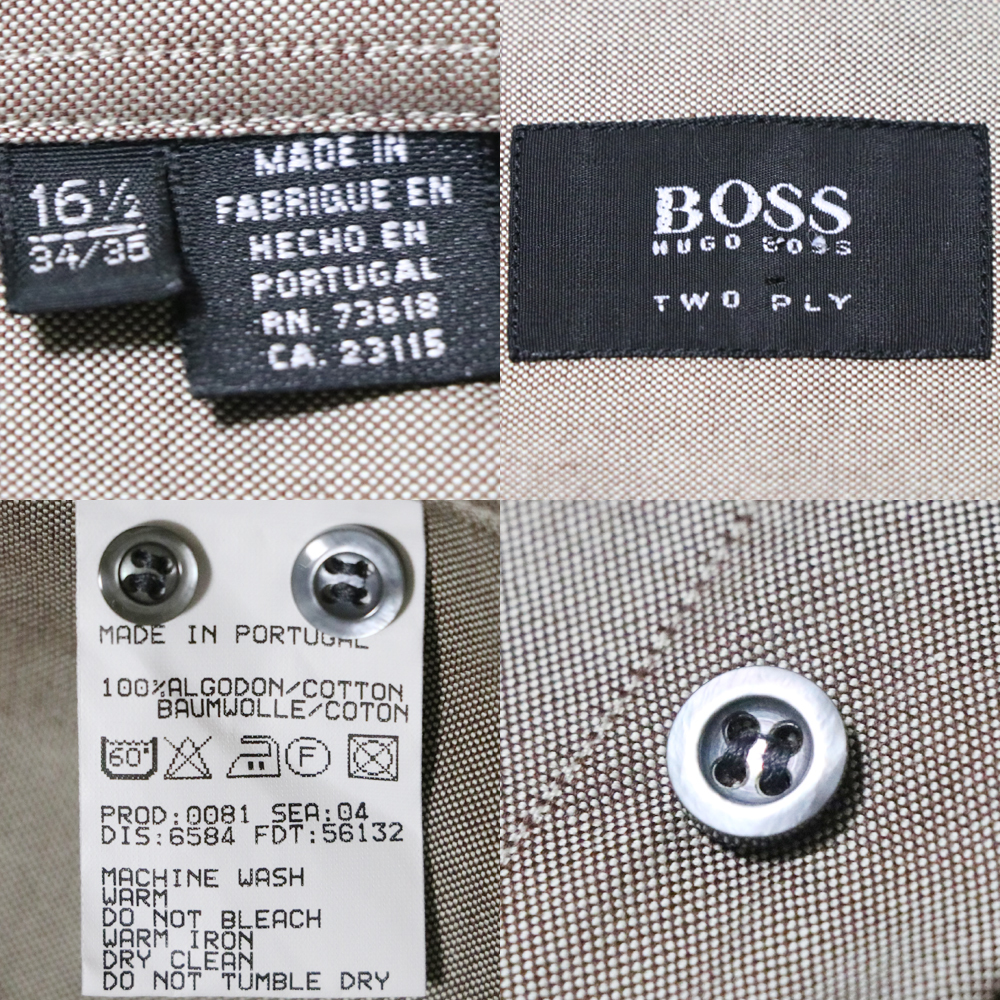 16½
34/35
MADE IN
FABRIQUE EN
HECHO EN
PORTUGAL
RN. 73618
CA. 23115
BOSS
HUGO BOSS
TWO PLY
MADE IN PORTUGAL
100%ALGODON/COTTON
BAUMWOLLE/COTON
60° F
PROD:0081 SEA:04
DIS:6584 FDT:56132
MACHINE WASH
WARM
DO NOT BLEACH
WARM IRON
DRY CLEAN
DO NOT TUMBLE DRY